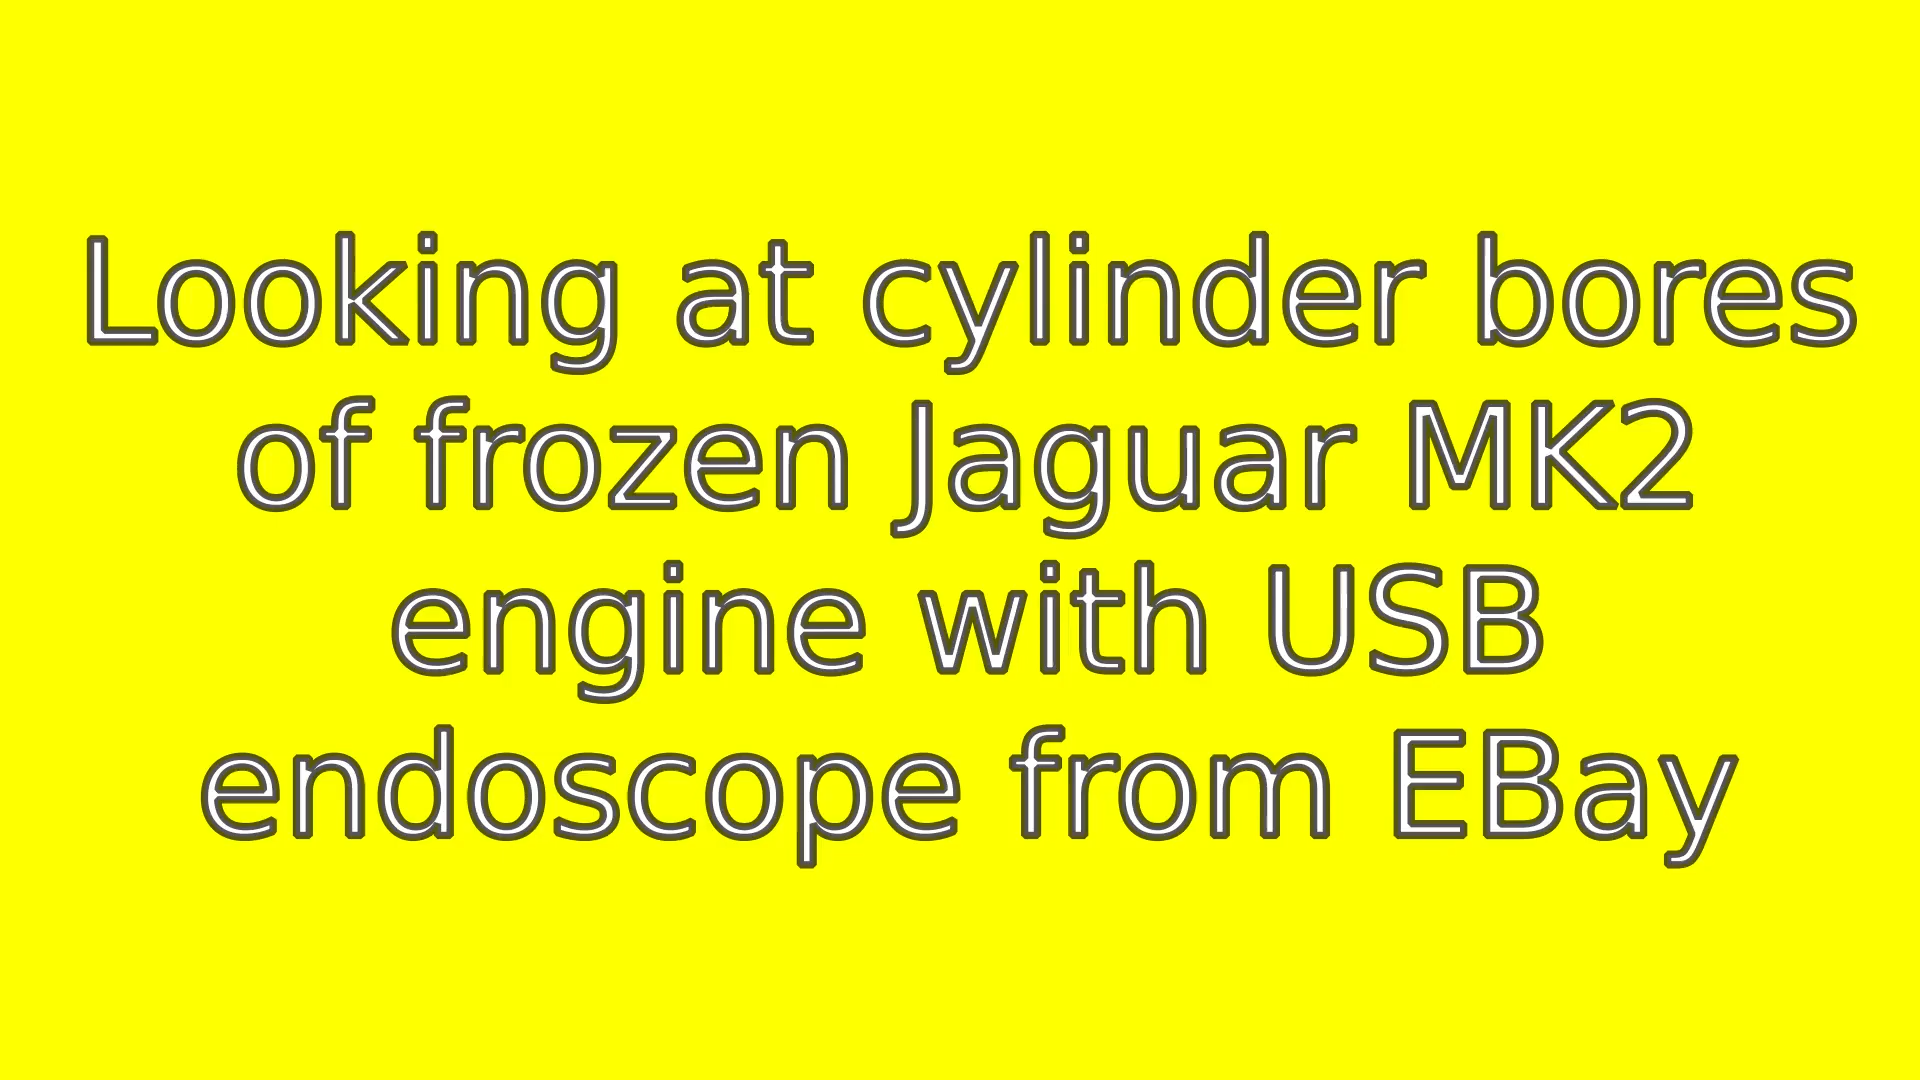 Looking at cylinder bores
of frozen Jaguar MK2
engine with USB
endoscope from EBay